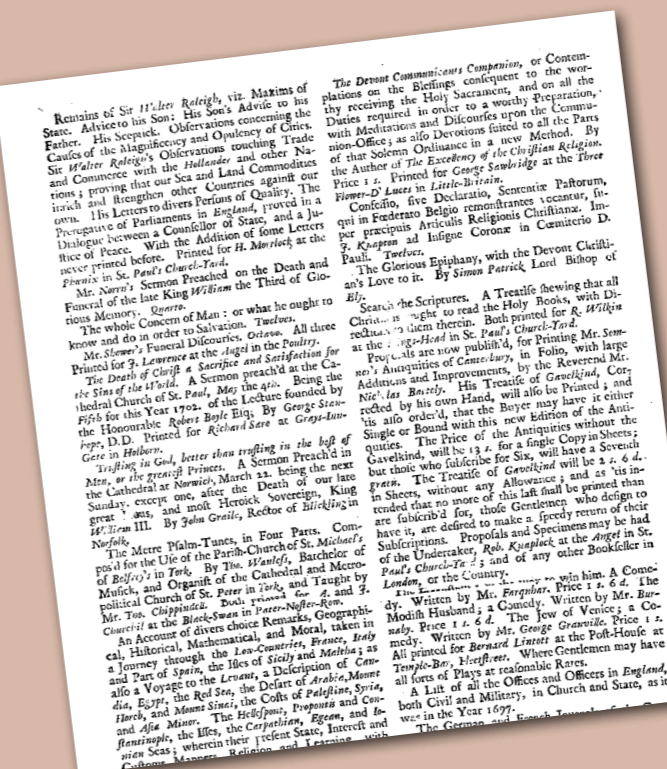 Remains of Sir Walter Raleigh, viz. Maxims of
State. Advice to his Son: His Son's Advise to his
Father. His Scepsick. Observations concerning the
Causes of the Magnificency and Opulency of Cities.
Sir Walter Raleigh's Observations touching Trade
and Commerce with the Hollander and other Na-
tions; proving that our Sea and Land Commodities
inrich and strengthen other Countries against our
own. His Letters to divers Persons of Quality. The
Prerogative of Parliaments in England, proved in a
Dialogue between a Counsellor of State, and a Ju-
stice of Peace. With the Addition of some Letters
never printed before. Printed for H. Mortlock at the
Phœnix in St. Paul's Church-Yard.
Mr. Norris's Sermon Preached on the Death and
Funeral of the late King William the Third of Glo-
rious Memory. Quarto.
The whole Concern of Man: or what he ought to
know and do in order to Salvation. Twelves.
Mr. Shower's Funeral Discourses. Octavo. All three
Printed for J. Lawrence at the Angel in the Poultry.
The Death of Christ a Sacrifice and Satisfaction for
the Sins of the World. A Sermon preach'd at the Ca-
thedral Church of St. Paul, May the 4th. Being the
Fifth for this Year 1702. of the Lecture founded by
the Honourable Robert Boyle Esq; By George Stan-
hope, D.D. Printed for Richard Sare at Grays-Inn-
Gate in Holborn.
Trusting in God, better than trusting in the best of
Men, or the greatest Princes. A Sermon Preach'd in
the Cathedral at Norwich, March 22. being the next
Sunday, except one, after the Death of our late
great and most Heroick Sovereign, King
William III. By John Graile, Rector of Blickling in
Norfolk.
The Metre Psalm-Tunes, in Four Parts. Com-
pos'd for the Use of the Parish-Church of St. Michael's
of Belfrey's in York, By Tho. Wanless, Batchelor of
Musick, and Organist of the Cathedral and Metro-
political Church of St. Peter in York, and Taught by
Mr. Tho. Chippindell. Both printed for A. and J.
Churchil at the Black-Swan in Pater-Noster-Row.
An Account of divers choice Remarks, Geographi-
cal, Historical, Mathematical, and Moral, taken in
a Journey through the Low-Countries, France, Italy
and Part of Spain, the Isles of Sicily and Maltha; as
also a Voyage to the Levant, a Description of Can-
dia, Egypt, the Red Sea, the Desart of Arabia, Mount
Horeb, and Mount Sinai, the Costs of Palestine, Syria,
and Asia Minor. The Hellespont, Propontis and Con-
stantinople, the Isles, the Carpathian, Egean, and Io-
nian Seas; wherein their present State, Interest and
Customs Manners Religion and Learning with
The Devout Communicants Companion, or Contem-
plations on the Blessings consequent to the wor-
thy receiving the Holy Sacrament, and on all the
Duties required in order to a worthy Preparation,
with Meditations and Discourses upon the Commu-
nion-Office; as also Devotions suited to all the Parts
of that Solemn Ordinance in a new Method. By
the Author of The Excellency of the Christian Religion.
Price 1 s. Printed for George Sawbridge at the Three
Flower-D' Luces in Little-Britain.
Confessio, sive Declaratio, Sententiæ Pastorum,
qui in Fœderato Belgio remonstrantes vocantur, su-
per præcipuis Articulis Religionis Christianæ. Im-
J. Knapton ad Insigne Coronæ in Cœmiterio D.
Pauli. Twelves.
The Glorious Epiphany, with the Devont Christi-
an's Love to it. By Simon Patrick Lord Bishop of
Ely.
Search the Scriptures. A Treatise shewing that all
ought to read the Holy Books, with Di-
to them therein. Both printed for R. Wilkin
at the -Head in St. Paul's Church-Yard.
Proposals are now publish'd, for Printing Mr. Som-
ner's Antiquities of Canterbury, in Folio, with large
Additions and Improvements, by the Reverend Mr.
Nicholas Battely. His Treatise of Gavelkind, Cor-
rected by his own Hand, will also be Printed; and
'tis also order'd, that the Buyer may have it either
Single or Bound with this new Edition of the Anti-
quities. The Price of the Antiquities without the
Gavelkind, will be 13 s. for a single Copy in Sheets;
but those who subscribe for Six, will have a Seventh
gratis. The Treatise of Gavelkind will be 2 s. 6 d.
in Sheets, without any Allowance; and as 'tis in-
tended that no more of this last shall be printed than
are subscrib'd for, those Gentlemen who design to
have it, are desired to make a speedy return of their
Subscriptions. Proposals and Specimens may be had
of the Undertaker, Rob. Knaplock at the Angel in St.
Paul's Church-Yard; and of any other Bookseller in
London, or the Country.
to win him. A Come-
dy. Written by Mr. Farquhar. Price 1 s. 6 d. The
Modish Husband; a Comedy. Written by Mr. Bur-
naby. Price 1 s. 6 d. The Jew of Venice; a Co-
medy. Written by Mr. George Granville. Price 1 s.
All printed for Bernard Lintott at the Post-House at
Temple-Bar, Fleetstreet. Where Gentlemen may have
all sorts of Plays at reasonable Rates.
A List of all the Offices and Officers in England,
both Civil and Military, in Church and State, as it
was in the Year 1697.
The German and French